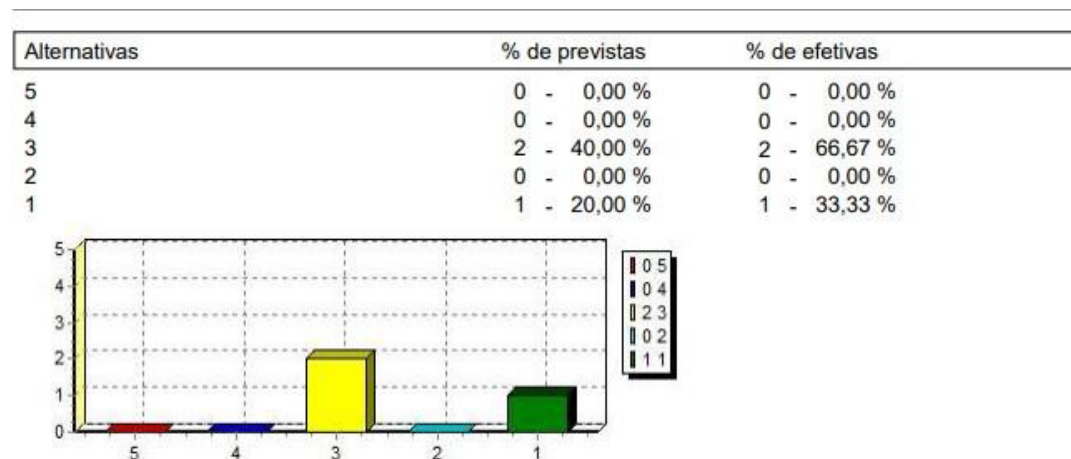 Alternativas % de previstas % de efetivas
5 0 - 0,00 % 0 - 0,00 %
4 0 - 0,00 % 0 - 0,00 %
3 2 - 40,00 % 2 - 66,67 %
2 0 - 0,00 % 0 - 0,00 %
1 1 - 20,00 % 1 - 33,33 %
5
4
3
2
1
0
5 4 3 2 1
0 5
0 4
2 3
0 2
1 1